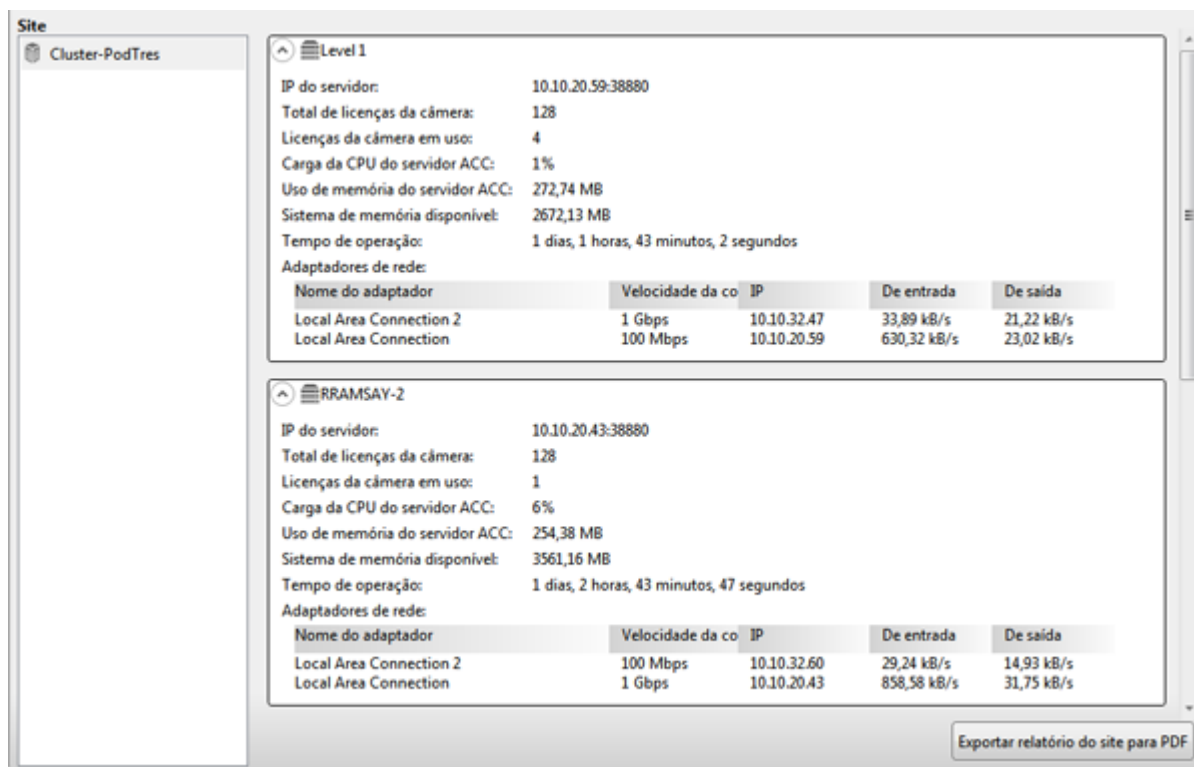 Site
Cluster-PodTres
Level 1
IP do servidor: 10.10.20.59:38880
Total de licenças da câmera: 128
Licenças da câmera em uso: 4
Carga da CPU do servidor ACC: 1%
Uso de memória do servidor ACC: 272,74 MB
Sistema de memória disponível: 2672,13 MB
Tempo de operação: 1 dias, 1 horas, 43 minutos, 2 segundos
Adaptadores de rede:
Nome do adaptador Velocidade da co IP De entrada De saída
Local Area Connection 2 1 Gbps 10.10.32.47 33,89 kB/s 21,22 kB/s
Local Area Connection 100 Mbps 10.10.20.59 630,32 kB/s 23,02 kB/s
RRAMSAY-2
IP do servidor: 10.10.20.43:38880
Total de licenças da câmera: 128
Licenças da câmera em uso: 1
Carga da CPU do servidor ACC: 6%
Uso de memória do servidor ACC: 254,38 MB
Sistema de memória disponível: 3561,16 MB
Tempo de operação: 1 dias, 2 horas, 43 minutos, 47 segundos
Adaptadores de rede:
Nome do adaptador Velocidade da co IP De entrada De saída
Local Area Connection 2 100 Mbps 10.10.32.60 29,24 kB/s 14,93 kB/s
Local Area Connection 1 Gbps 10.10.20.43 858,58 kB/s 31,75 kB/s
Exportar relatório do site para PDF